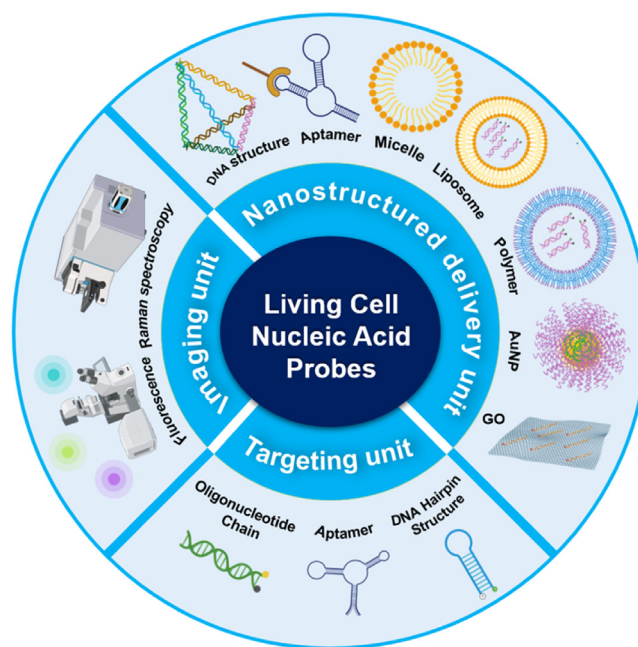 Living Cell
Nucleic Acid
Probes
Nanostructured delivery unit
DNA structure
Aptamer
Micelle
Liposome
Polymer
AuNP
GO
Targeting unit
Oligonucleotide
Chain
Aptamer
DNA Hairpin
Structure
Imaging unit
Fluorescence
Raman spectroscopy